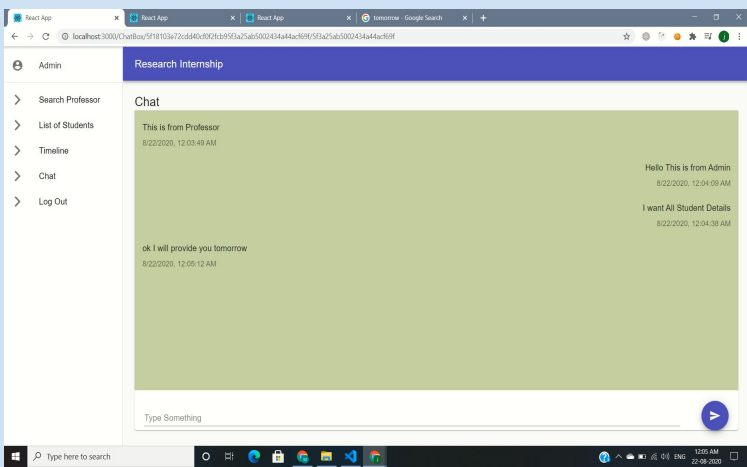 React App
React App
React App
tomorrow - Google Search
localhost:3000/ChatBox/5f18103e72cdd40cf0f2fcb95f3a25ab5002434a44acf69f/5f3a25ab5002434a44acf69f
Admin
Research Internship
Search Professor
List of Students
Timeline
Chat
Log Out
Chat
This is from Professor
8/22/2020, 12:03:49 AM
Hello This is from Admin
8/22/2020, 12:04:09 AM
I want All Student Details
8/22/2020, 12:04:38 AM
ok I will provide you tomorrow
8/22/2020, 12:05:12 AM
Type Something
Type here to search
ENG
12:05 AM
22-08-2020